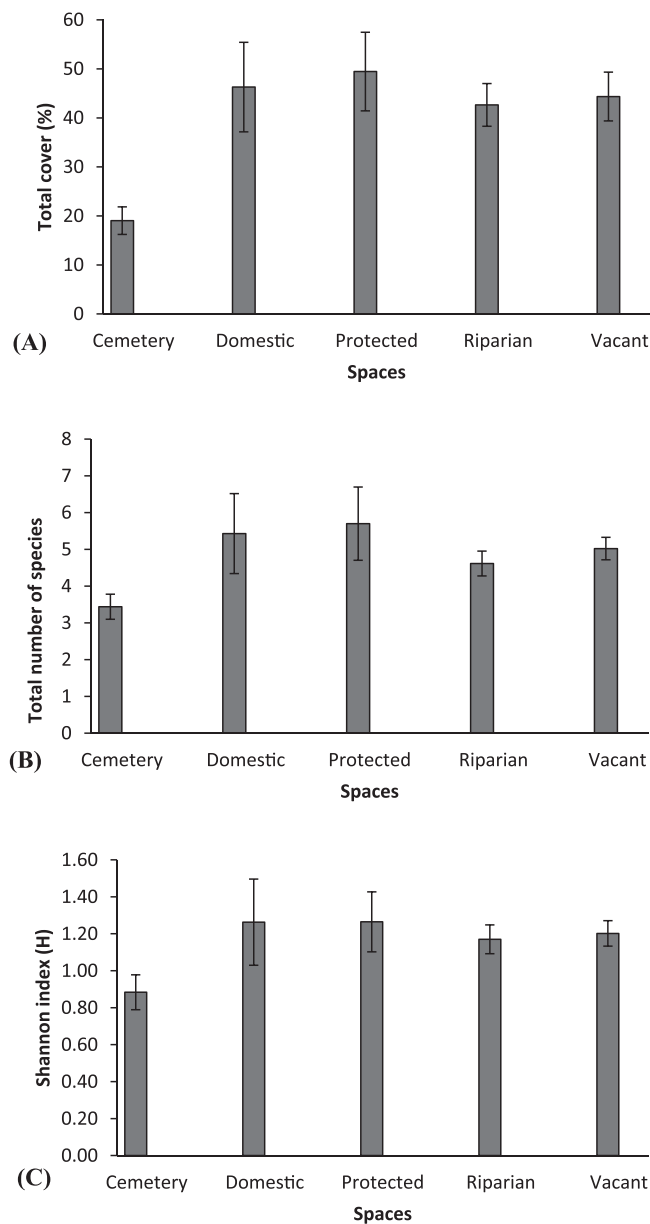 60
50
40
30
20
10
0
Total cover (%)
Cemetery Domestic Protected Riparian Vacant
Spaces
(A)
8
7
6
5
4
3
2
1
0
Total number of species
Cemetery Domestic Protected Riparian Vacant
Spaces
(B)
1.60
1.40
1.20
1.00
0.80
0.60
0.40
0.20
0.00
Shannon index (H)
Cemetery Domestic Protected Riparian Vacant
Spaces
(C)